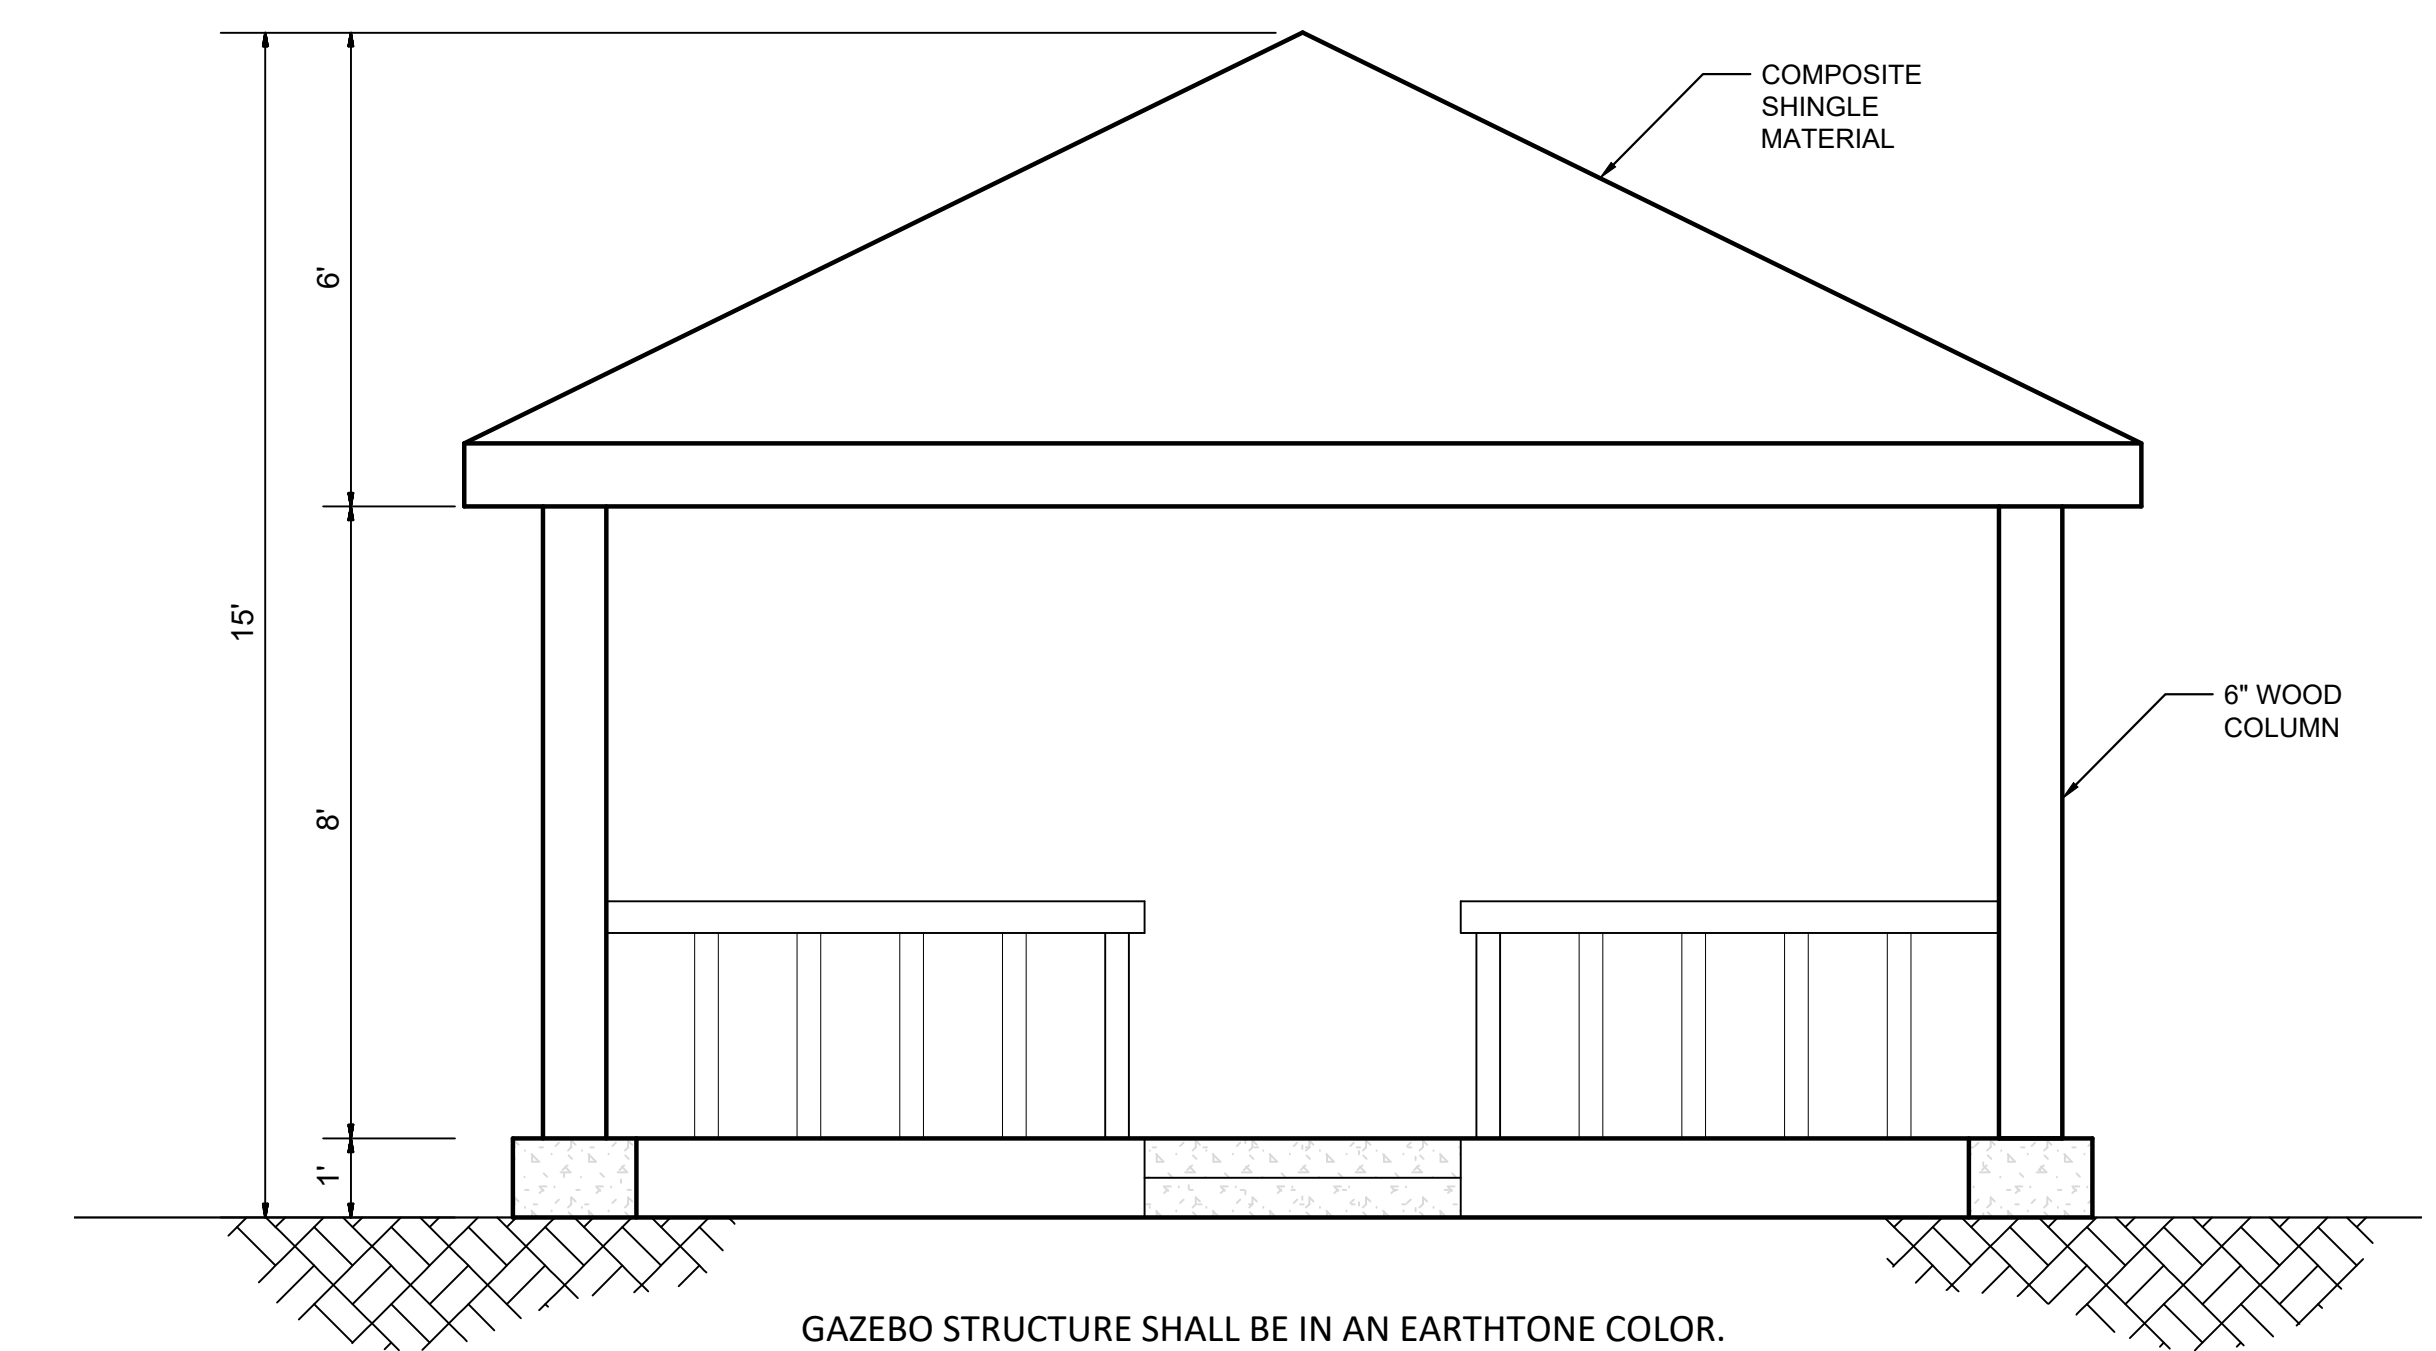 COMPOSITE
SHINGLE
MATERIAL
6'
15'
6" WOOD
COLUMN
8'
1'
GAZEBO STRUCTURE SHALL BE IN AN EARTHTONE COLOR.